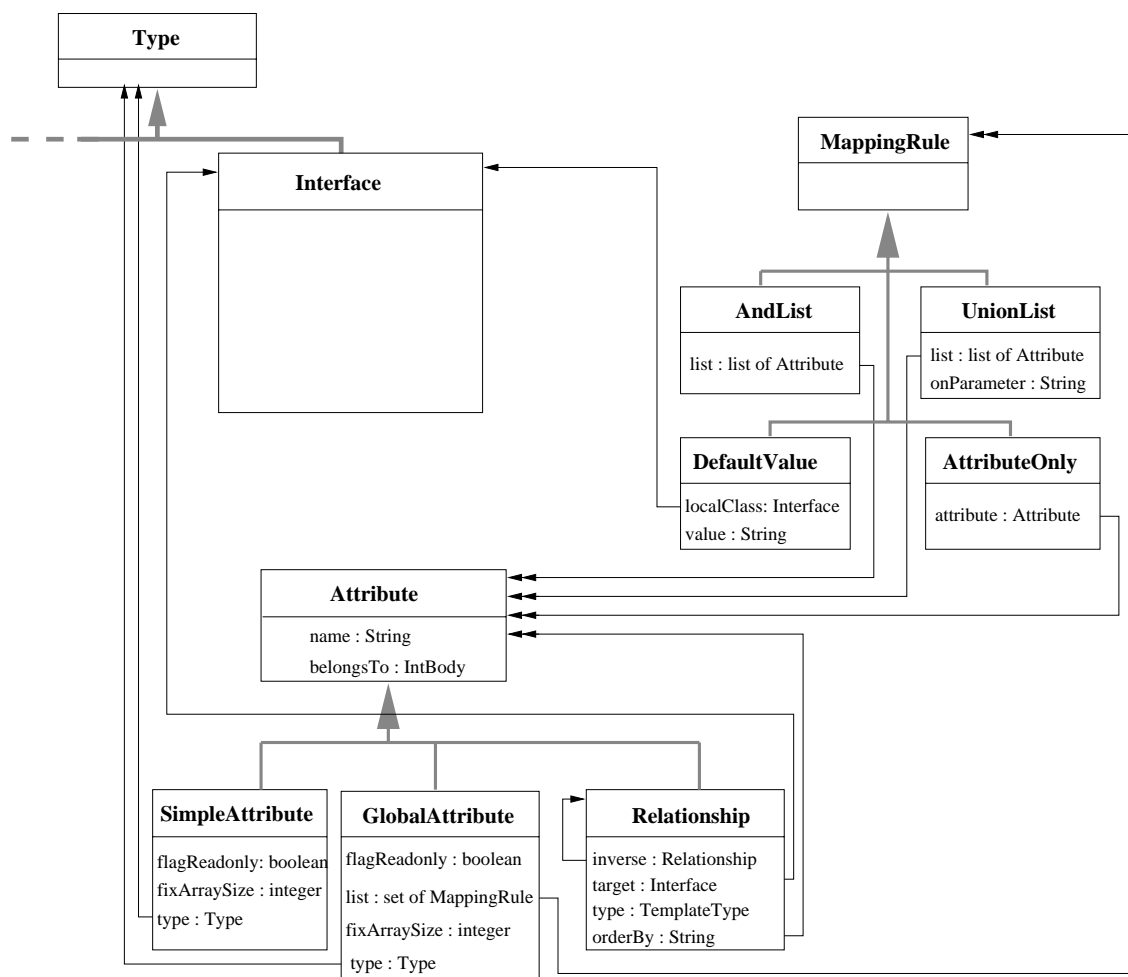 Type
MappingRule
Interface
AndList
list : list of Attribute
UnionList
list : list of Attribute
onParameter : String
DefaultValue
localClass: Interface
value : String
AttributeOnly
attribute : Attribute
Attribute
name : String
belongsTo : IntBody
SimpleAttribute
flagReadonly: boolean
fixArraySize : integer
type : Type
GlobalAttribute
flagReadonly : boolean
list : set of MappingRule
fixArraySize : integer
type : Type
Relationship
inverse : Relationship
target : Interface
type : TemplateType
orderBy : String